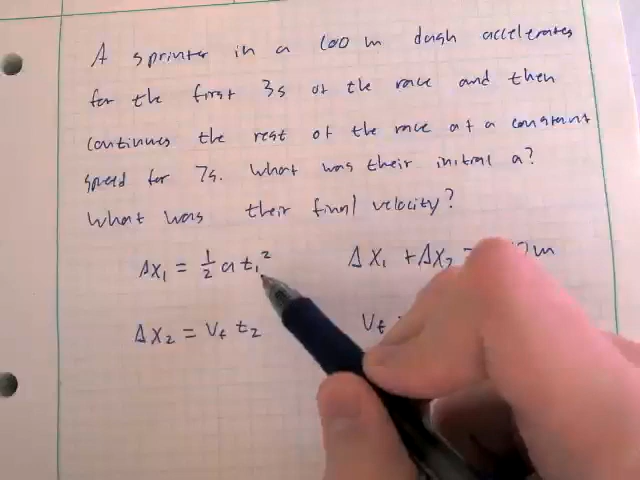 A sprinter in a 100 m dash accelerates
for the first 3s of the race and then
continues the rest of the race at a constant
speed for 7s. What was their initial a?
What was their final velocity?
Δx₁ = ½ a t₁² Δx₁ + Δx₂ = m
Δx₂ = Vf t₂ Vf